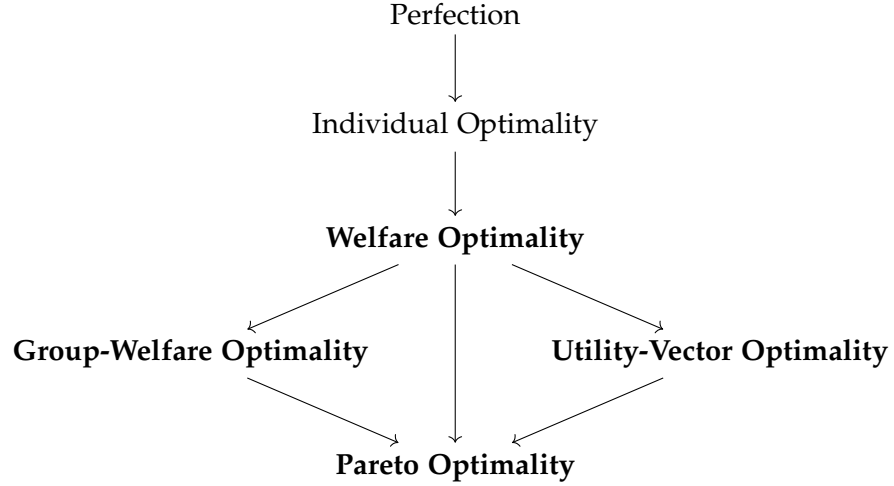 Perfection
Individual Optimality
Welfare Optimality
Group-Welfare Optimality
Utility-Vector Optimality
Pareto Optimality